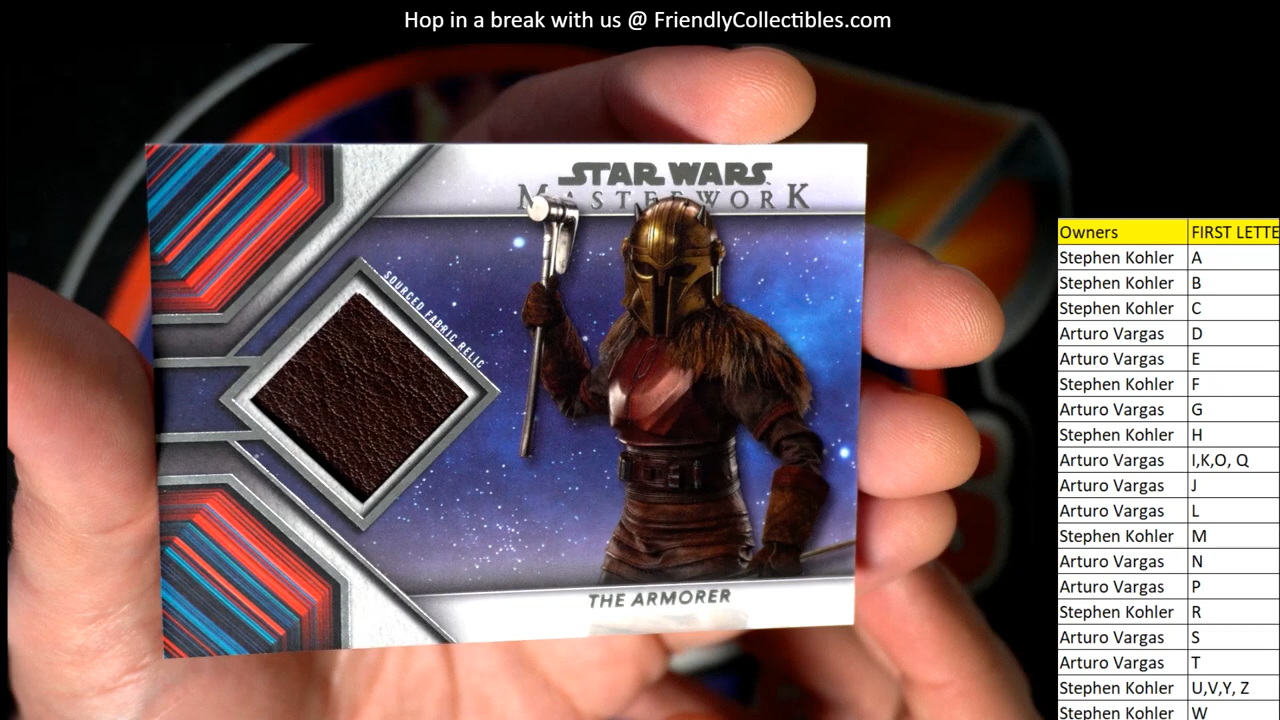 Hop in a break with us @ FriendlyCollectibles.com
STAR WARS
MASTERWORK
SOURCED FABRIC RELIC
THE ARMORER
Owners FIRST LETTE
Stephen Kohler A
Stephen Kohler B
Stephen Kohler C
Arturo Vargas D
Arturo Vargas E
Stephen Kohler F
Arturo Vargas G
Stephen Kohler H
Arturo Vargas I,K,O, Q
Arturo Vargas J
Arturo Vargas L
Stephen Kohler M
Arturo Vargas N
Arturo Vargas P
Stephen Kohler R
Arturo Vargas S
Arturo Vargas T
Stephen Kohler U,V,Y, Z
Stephen Kohler W